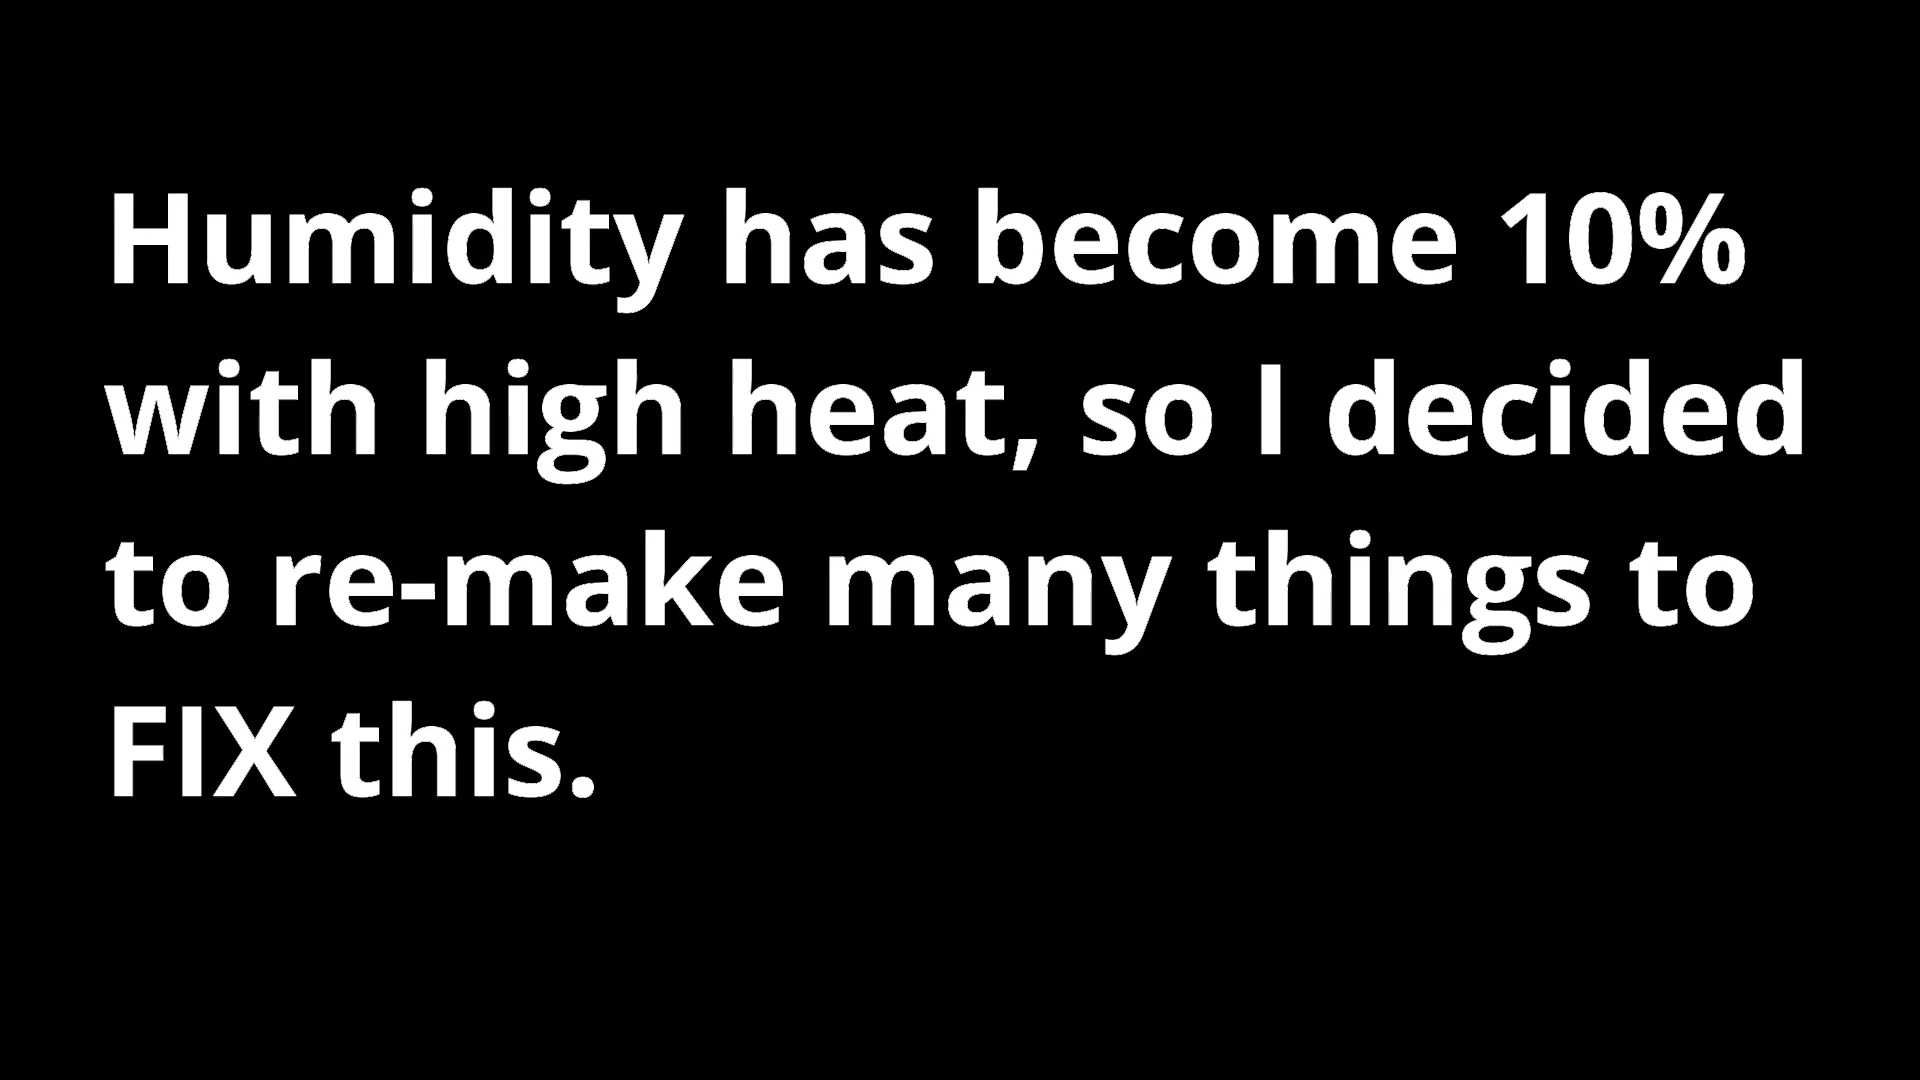 Humidity has become 10%
with high heat, so I decided
to re-make many things to
FIX this.